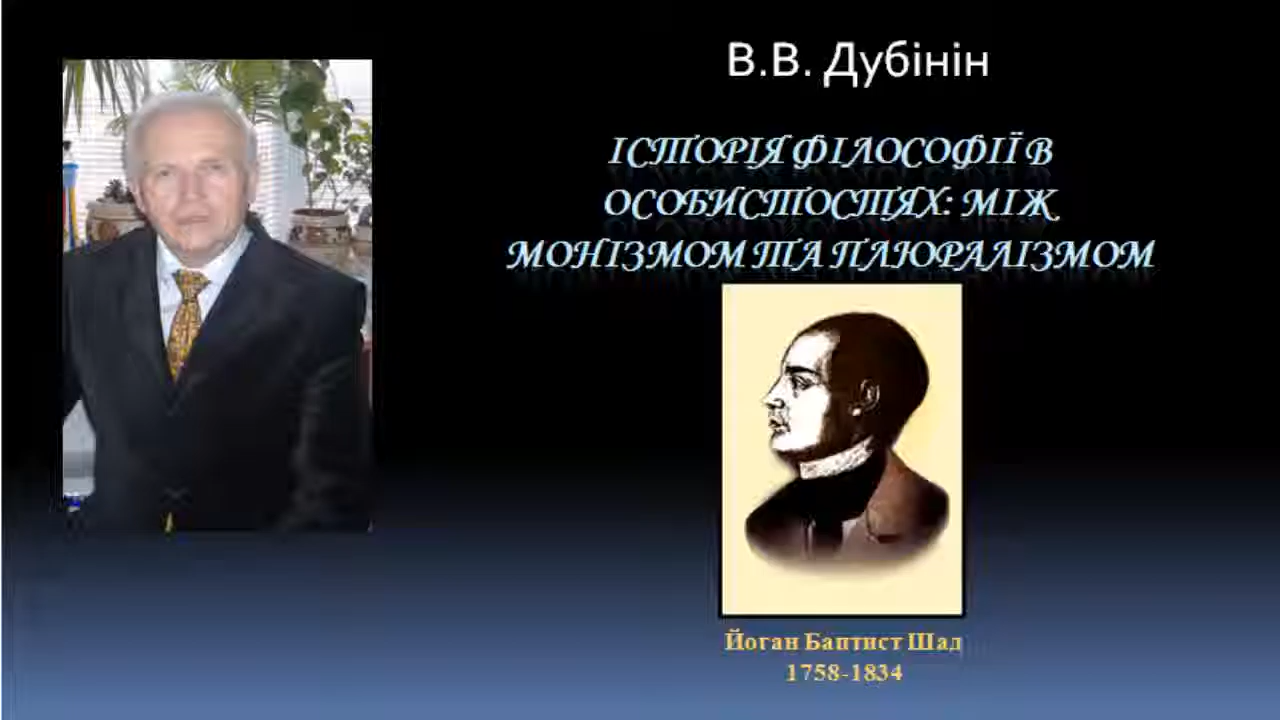 В.В. Дубінін
ІСТОРІЯ ФІЛОСОФІЇ В
ОСОБИСТОСТЯХ: МІЖ
МОНІЗМОМ ТА ПЛЮРАЛІЗМОМ
Йоган Баптист Шад
1758-1834